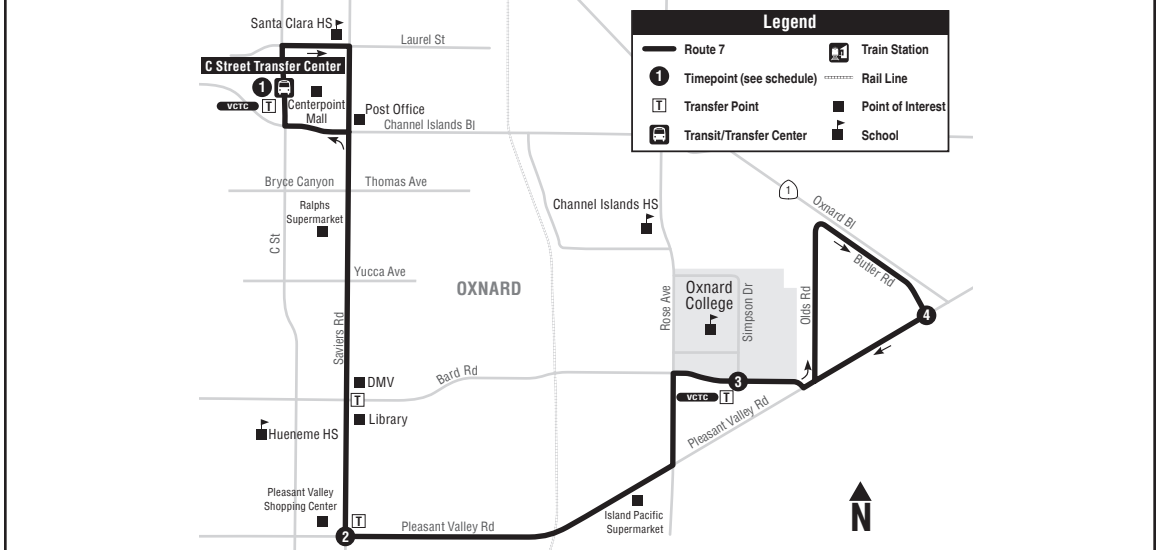 Santa Clara HS
Laurel St
C Street Transfer Center
1
VCTC
T
Centerpoint
Mall
Post Office
Channel Islands Bl
Bryce Canyon
Thomas Ave
Ralphs
Supermarket
C St
Yucca Ave
OXNARD
Saviers Rd
DMV
T
Bard Rd
Library
Hueneme HS
Pleasant Valley
Shopping Center
T
2
Pleasant Valley Rd
Island Pacific
Supermarket
Channel Islands HS
Rose Ave
Oxnard
College
Simpson Dr
3
VCTC
T
Pleasant Valley Rd
Olds Rd
1
Oxnard Bl
Butler Rd
4
N
Legend
Route 7
Train Station
1
Timepoint (see schedule)
Rail Line
T
Transfer Point
Point of Interest
Transit/Transfer Center
School